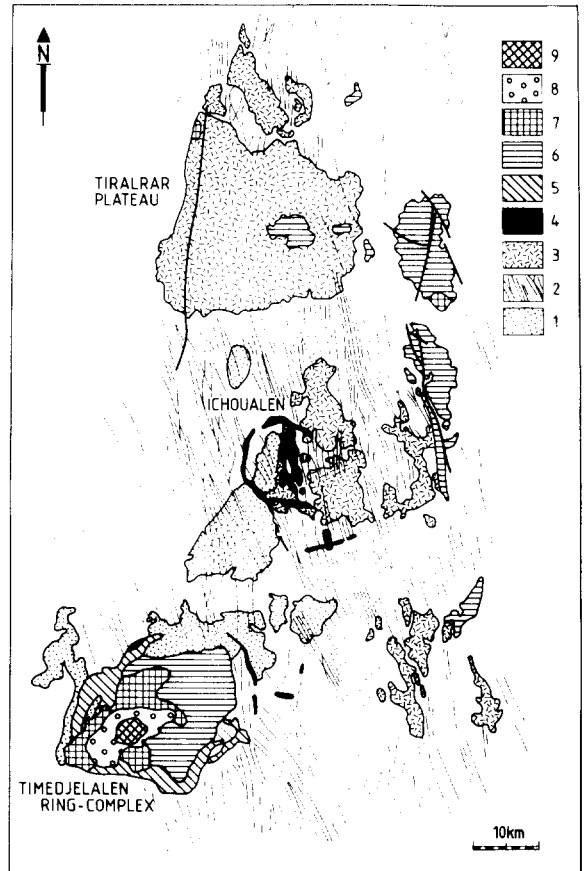 N
9
8
7
6
5
4
3
2
1
TIRALRAR
PLATEAU
ICHOUALEN
TIMEDJELALEN
RING-COMPLEX
10km